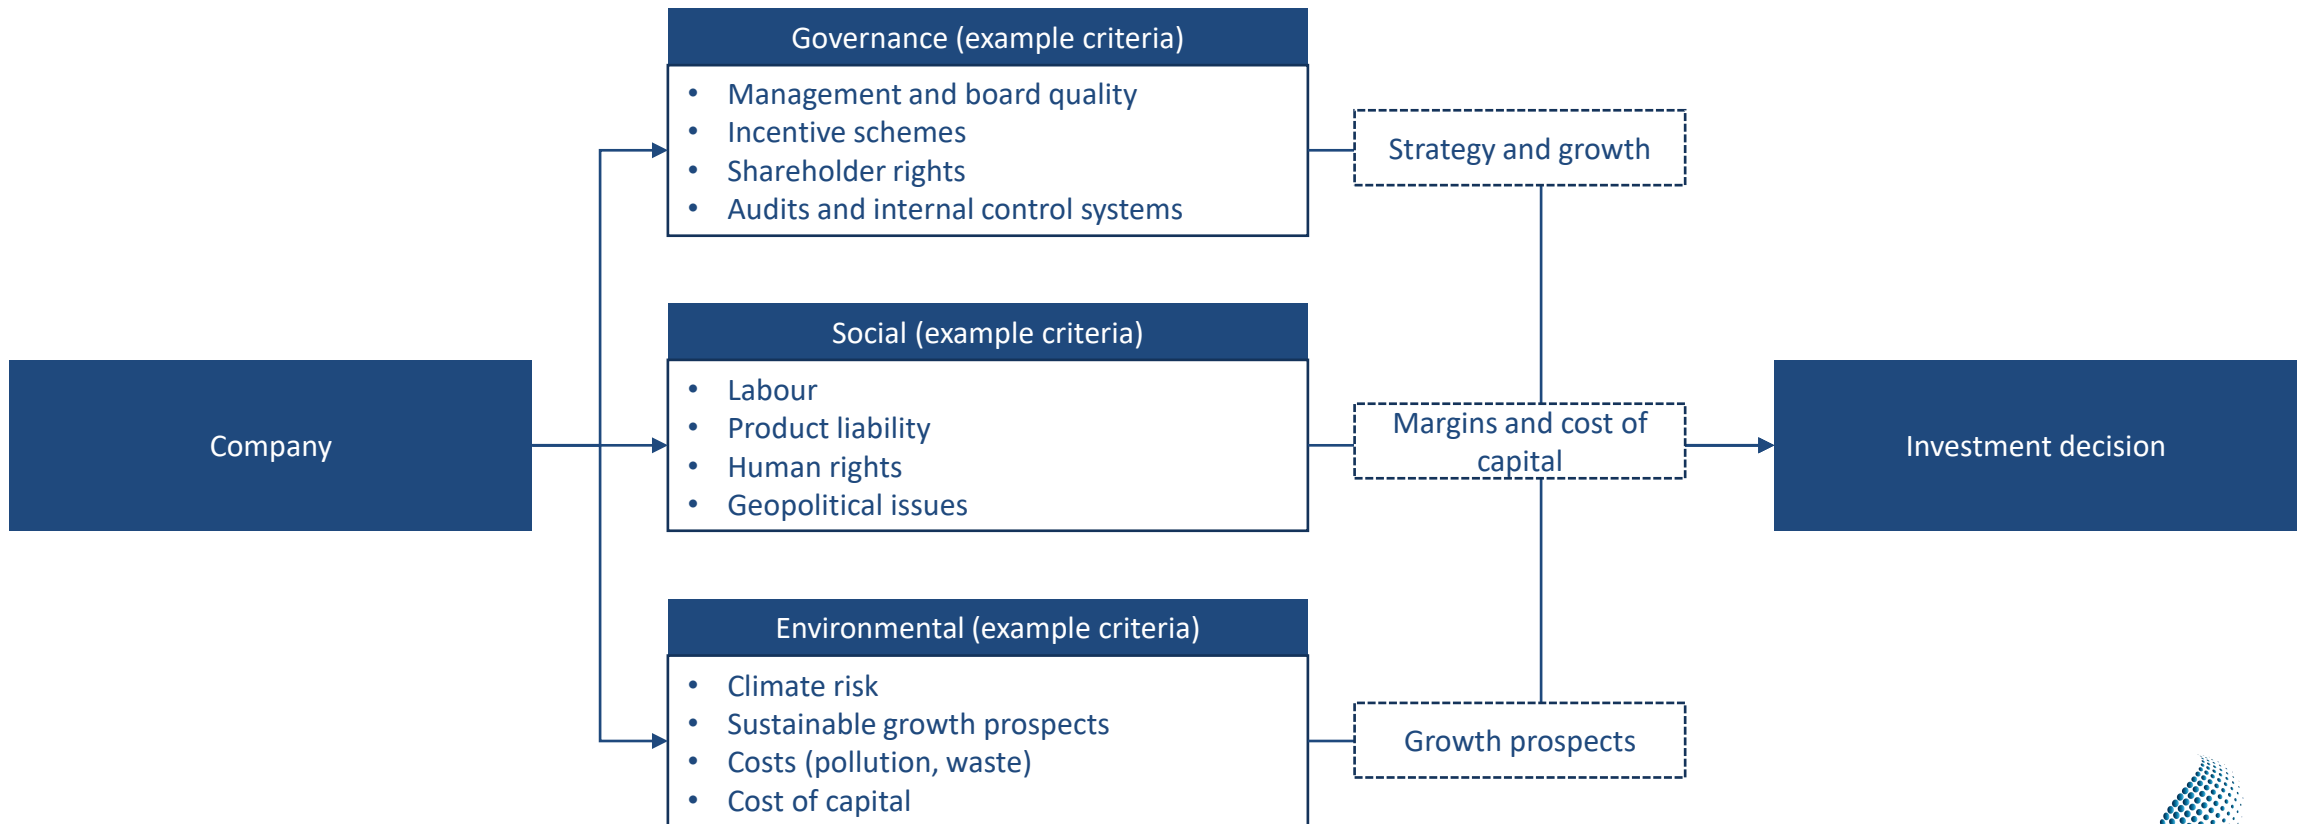 Governance (example criteria)
• Management and board quality
• Incentive schemes
• Shareholder rights
• Audits and internal control systems
Strategy and growth
Company
Social (example criteria)
• Labour
• Product liability
• Human rights
• Geopolitical issues
Margins and cost of
capital
Investment decision
Environmental (example criteria)
• Climate risk
• Sustainable growth prospects
• Costs (pollution, waste)
• Cost of capital
Growth prospects